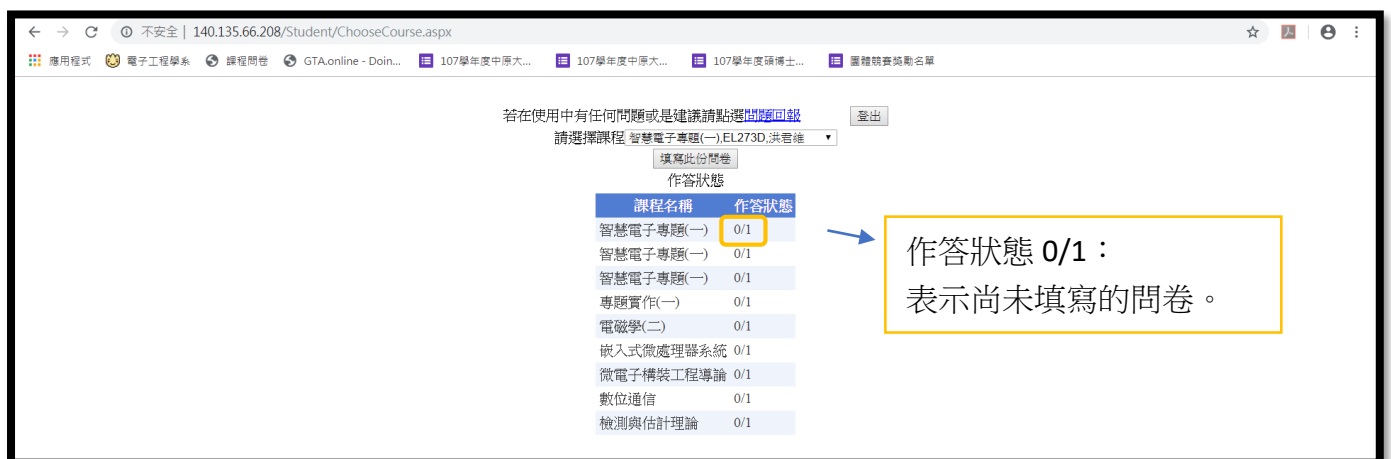 不安全 | 140.135.66.208/Student/ChooseCourse.aspx
應用程式 電子工程學系 課程問卷 GTA.online - Doin... 107學年度中原大... 107學年度中原大... 107學年度碩博士... 團體競賽獎勵名單
若在使用中有任何問題或是建議請點選問題回報 登出
請選擇課程 智慧電子專題(一),EL273D,洪君維
填寫此份問卷
作答狀態
課程名稱 作答狀態
智慧電子專題(一) 0/1
智慧電子專題(一) 0/1
智慧電子專題(一) 0/1
專題實作(一) 0/1
電磁學(二) 0/1
嵌入式微處理器系統 0/1
微電子構裝工程導論 0/1
數位通信 0/1
檢測與估計理論 0/1
作答狀態 0/1：
表示尚未填寫的問卷。